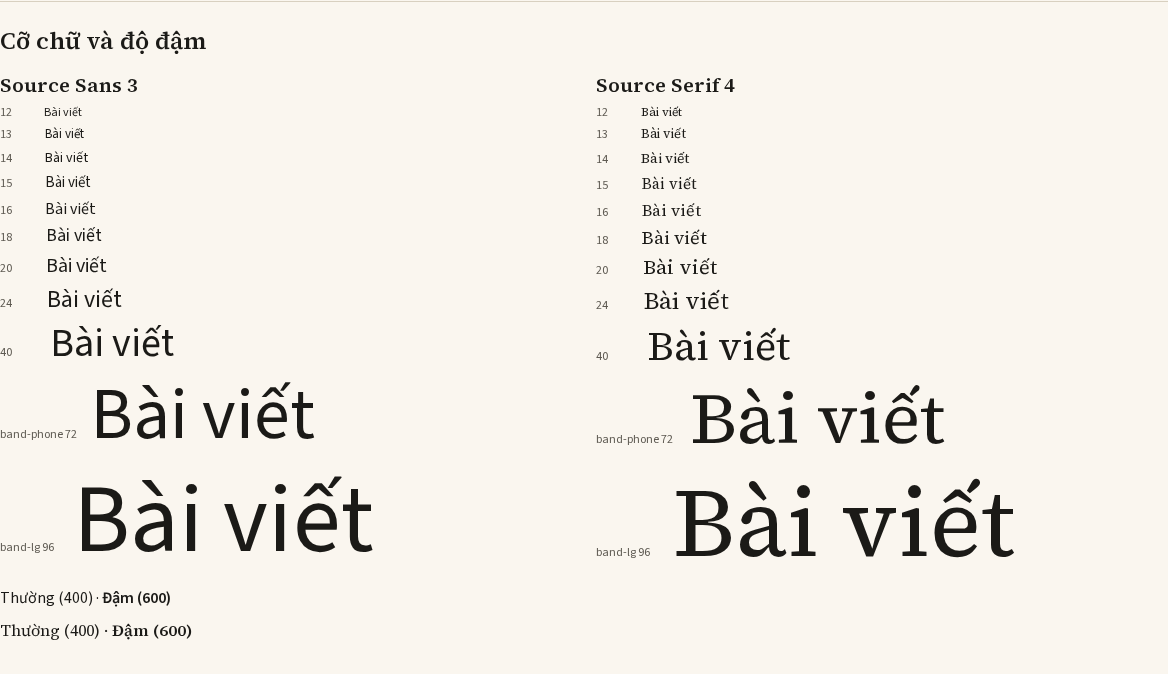 Cỡ chữ và độ đậm
Source Sans 3
12 Bài viết
13 Bài viết
14 Bài viết
15 Bài viết
16 Bài viết
18 Bài viết
20 Bài viết
24 Bài viết
40 Bài viết
band-phone 72 Bài viết
band-lg 96 Bài viết
Source Serif 4
12 Bài viết
13 Bài viết
14 Bài viết
15 Bài viết
16 Bài viết
18 Bài viết
20 Bài viết
24 Bài viết
40 Bài viết
band-phone 72 Bài viết
band-lg 96 Bài viết
Thường (400) · Đậm (600)
Thường (400) · Đậm (600)